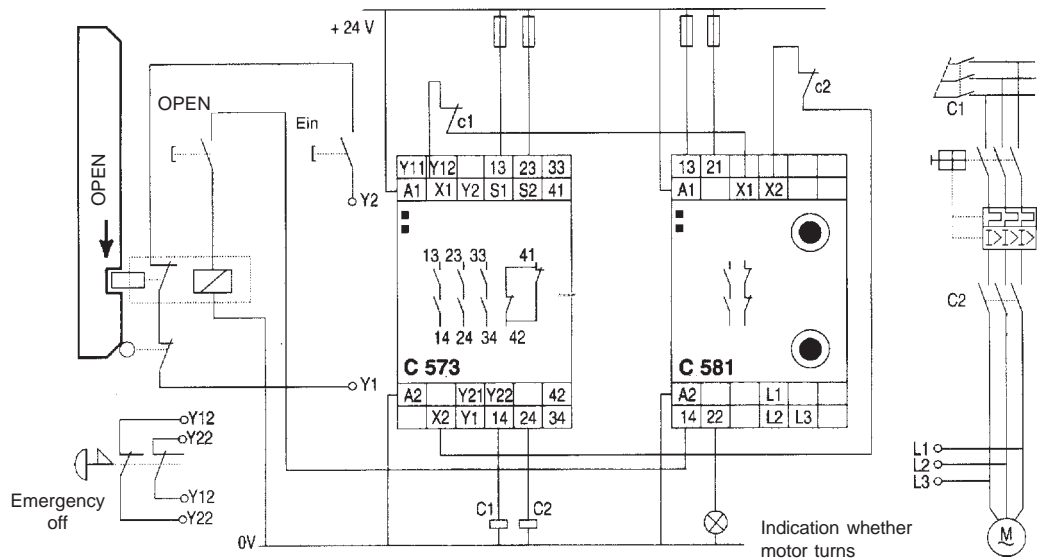 + 24 V
OPEN
Ein
OPEN
c1
c2
C1
Y2
Y11 Y12 13 23 33
A1 X1 Y2 S1 S2 41
13 21
A1 X1 X2
13 23 33 41
14 24 34 42
C 573
C 581
C2
A2 Y21 Y22 42
X2 Y1 14 24 34
A2 L1
14 22 L2 L3
Y1
Y12
Y22
Y12
Y22
Emergency
off
L1
L2
L3
C1 C2
0V
Indication whether
motor turns
M